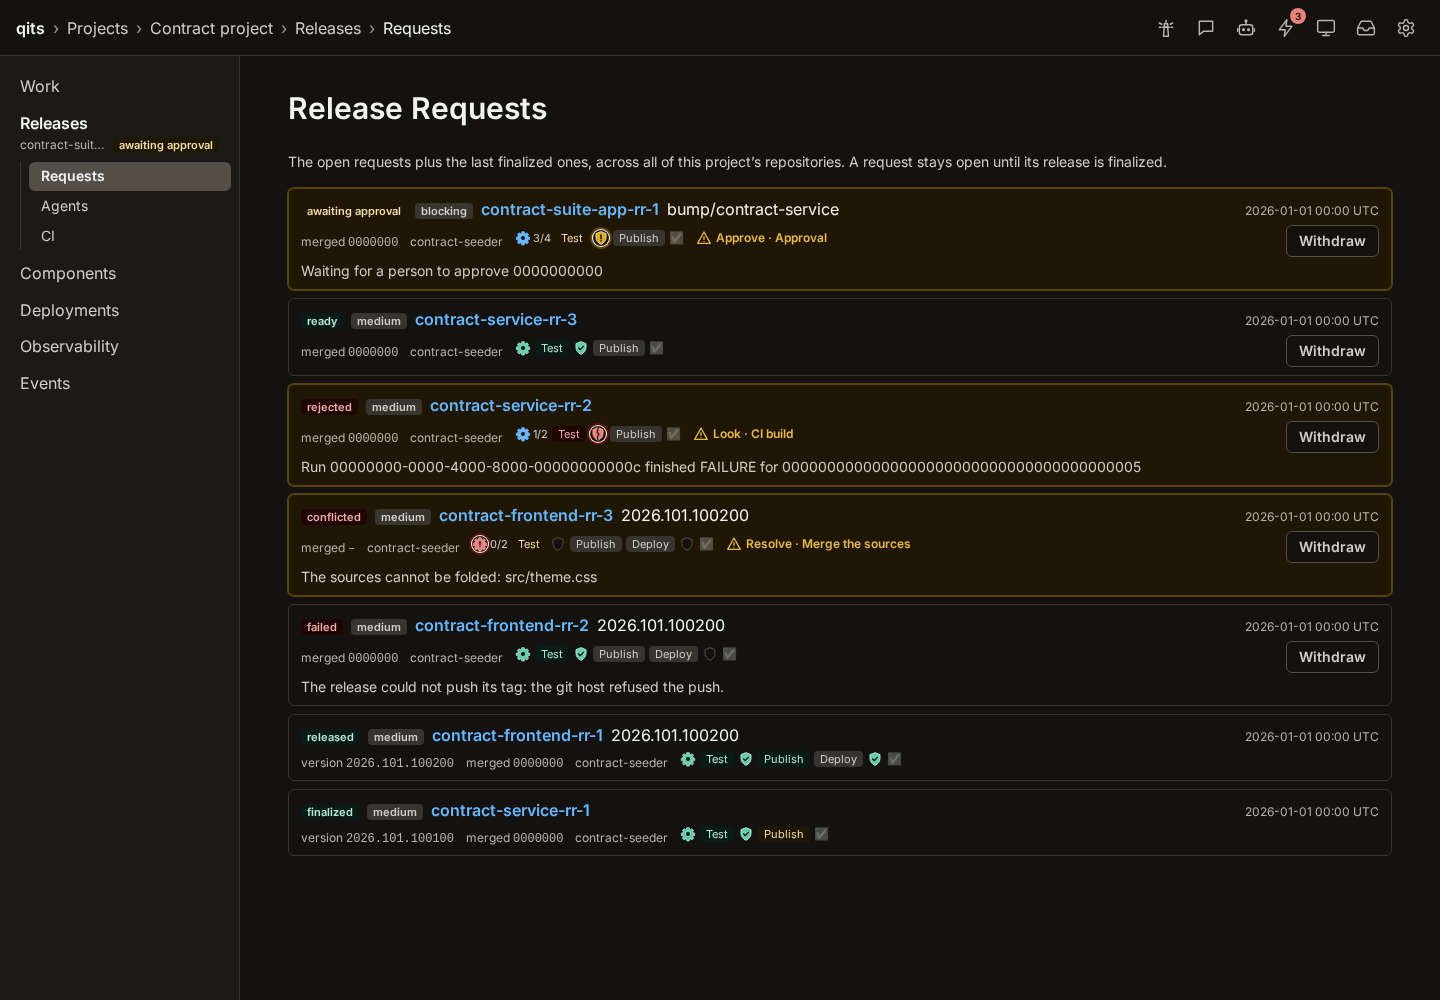 qits › Projects › Contract project › Releases › Requests
3
Work
Releases
contract-suit... awaiting approval
Requests
Agents
CI
Components
Deployments
Observability
Events
Release Requests
The open requests plus the last finalized ones, across all of this project’s repositories. A request stays open until its release is finalized.
awaiting approval blocking contract-suite-app-rr-1 bump/contract-service 2026-01-01 00:00 UTC
merged 0000000 contract-seeder 3/4 Test Publish Approve · Approval Withdraw
Waiting for a person to approve 0000000000
ready medium contract-service-rr-3 2026-01-01 00:00 UTC
merged 0000000 contract-seeder Test Publish Withdraw
rejected medium contract-service-rr-2 2026-01-01 00:00 UTC
merged 0000000 contract-seeder 1/2 Test Publish Look · CI build Withdraw
Run 00000000-0000-4000-8000-00000000000c finished FAILURE for 0000000000000000000000000000000000000005
conflicted medium contract-frontend-rr-3 2026.101.100200 2026-01-01 00:00 UTC
merged – contract-seeder 0/2 Test Publish Deploy Resolve · Merge the sources Withdraw
The sources cannot be folded: src/theme.css
failed medium contract-frontend-rr-2 2026.101.100200 2026-01-01 00:00 UTC
merged 0000000 contract-seeder Test Publish Deploy Withdraw
The release could not push its tag: the git host refused the push.
released medium contract-frontend-rr-1 2026.101.100200 2026-01-01 00:00 UTC
version 2026.101.100200 merged 0000000 contract-seeder Test Publish Deploy
finalized medium contract-service-rr-1 2026-01-01 00:00 UTC
version 2026.101.100100 merged 0000000 contract-seeder Test Publish